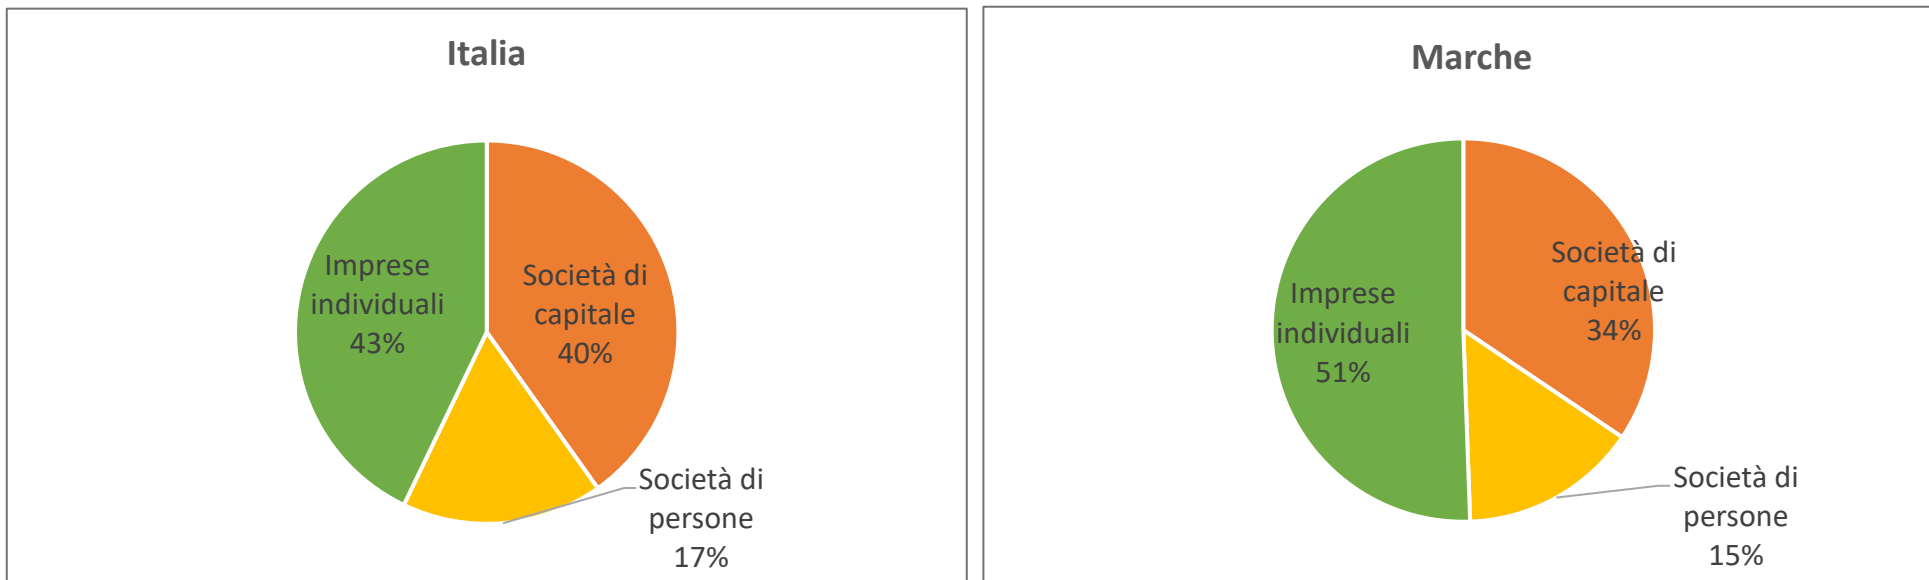 Italia
Imprese
individuali
43%
Società di
capitale
40%
Società di
persone
17%
Marche
Imprese
individuali
51%
Società di
capitale
34%
Società di
persone
15%